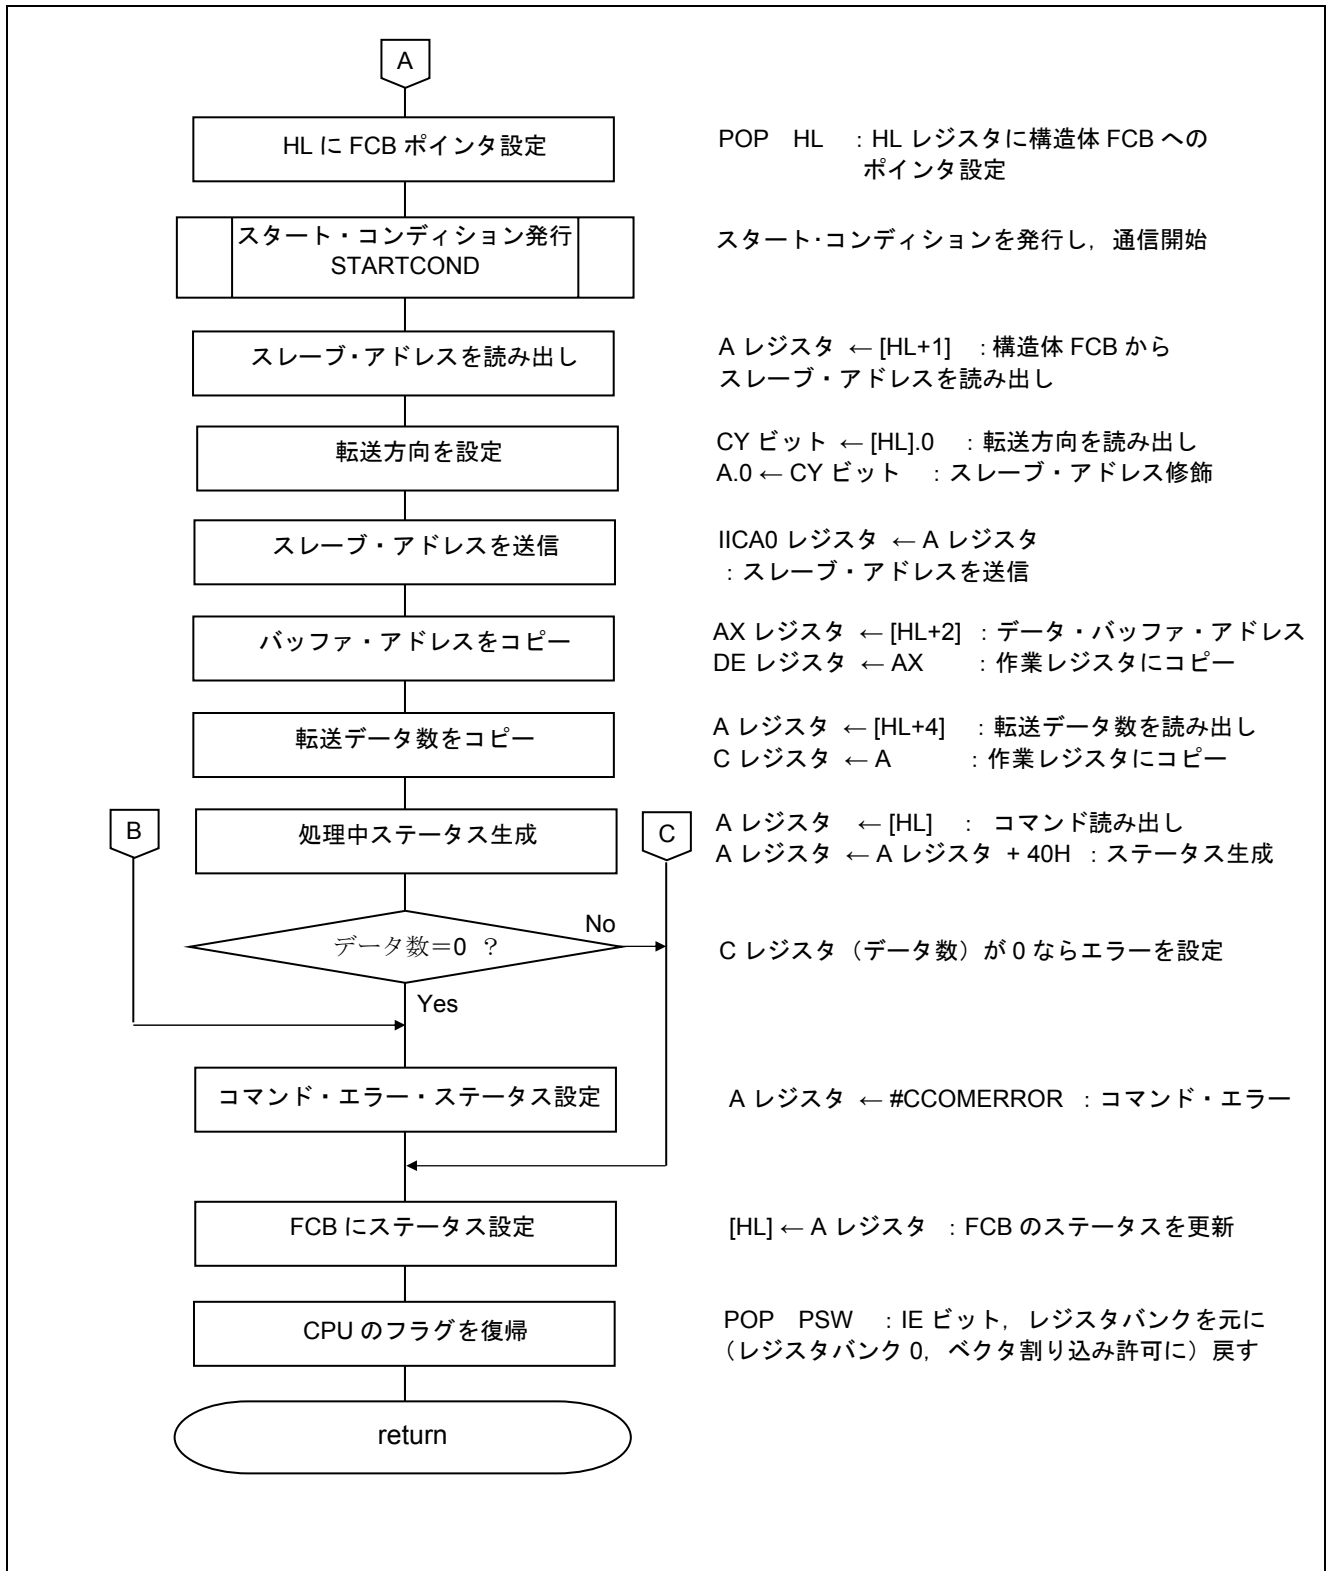 A
HL に FCB ポインタ設定
POP HL ：HL レジスタに構造体 FCB への
ポインタ設定
スタート・コンディション発行
STARTCOND
スタート・コンディションを発行し，通信開始
スレーブ・アドレスを読み出し
A レジスタ ← [HL+1] ：構造体 FCB から
スレーブ・アドレスを読み出し
転送方向を設定
CY ビット ← [HL].0 ：転送方向を読み出し
A.0 ← CY ビット ：スレーブ・アドレス修飾
スレーブ・アドレスを送信
IICA0 レジスタ ← A レジスタ
：スレーブ・アドレスを送信
バッファ・アドレスをコピー
AX レジスタ ← [HL+2] ：データ・バッファ・アドレス
DE レジスタ ← AX ：作業レジスタにコピー
転送データ数をコピー
A レジスタ ← [HL+4] ：転送データ数を読み出し
C レジスタ ← A ：作業レジスタにコピー
B
処理中ステータス生成
C
A レジスタ ← [HL] ： コマンド読み出し
A レジスタ ← A レジスタ + 40H ：ステータス生成
データ数＝0 ？
No
C レジスタ（データ数）が 0 ならエラーを設定
Yes
コマンド・エラー・ステータス設定
A レジスタ ← #CCOMERROR ：コマンド・エラー
FCB にステータス設定
[HL] ← A レジスタ ：FCB のステータスを更新
CPU のフラグを復帰
POP PSW ：IE ビット，レジスタバンクを元に
（レジスタバンク 0，ベクタ割り込み許可に）戻す
return